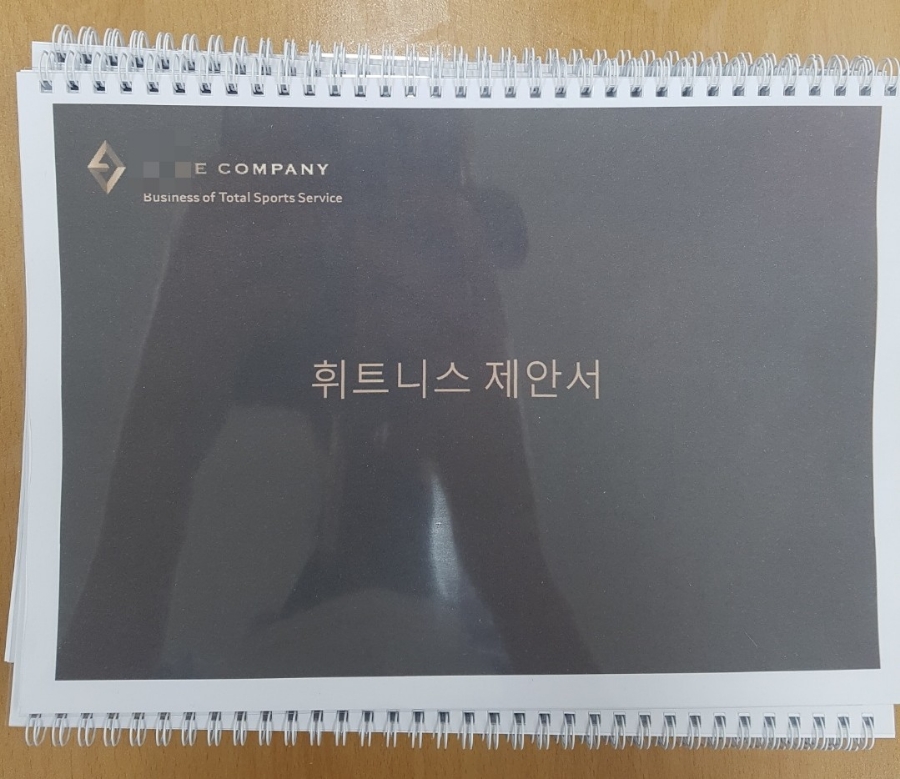 E COMPANY
Business of Total Sports Service
휘트니스 제안서